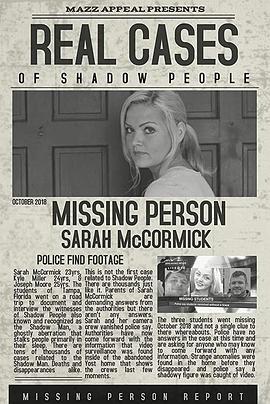 MAZZ APPEAL PRESENTS
REAL CASES
OF SHADOW PEOPLE
OCTOBER 2018
MISSING PERSON
SARAH McCORMICK
POLICE FIND FOOTAGE
Sarah McCormick 23yrs,
Kyle Miller 24yrs, &
Joseph Moore 25yrs. The
students of Tampa,
Florida went on a road
trip to document and
interview the witnesses
of Shadow People also
known recognized as
the Shadow Man, a
ghostly aberation that
stalks people primarily in
their sleep. There are
tens of thousands of
cases related to the
Shadow Man. Deaths and
disappearances alike.
This is not the first case
related to Shadow People.
There are thousands just
like it. Parents of Sarah
McCormick are
demanding answers from
the authorities but there
aren't any answers.
Sarah and her camera
crew vanished police say.
Authorities have now
come forward with the
information that video
surveillance was found
inside of the abandoned
First home that shows
the crews last few
moments.
MISSING STUDENTS
The three students went missing
October 2018 and not a single clue to
there whereabouts. Police have no
answers in the case at this time and
are asking for anyone who may know
to come forward with any
information. Strange anomalies were
found in the home before they
disappeared and police say a
shadowy figure was caught of video.
MISSING PERSON REPORT